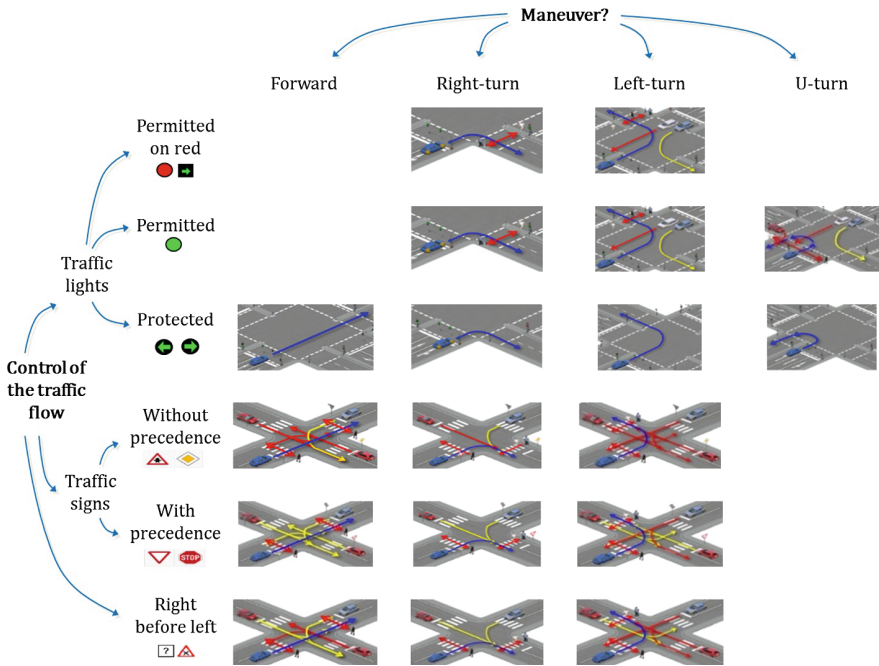 Maneuver?
Forward
Right-turn
Left-turn
U-turn
Permitted
on red
Permitted
Traffic
lights
Protected
Control of
the traffic
flow
Without
precedence
Traffic
signs
With
precedence
STOP
Right
before left
?